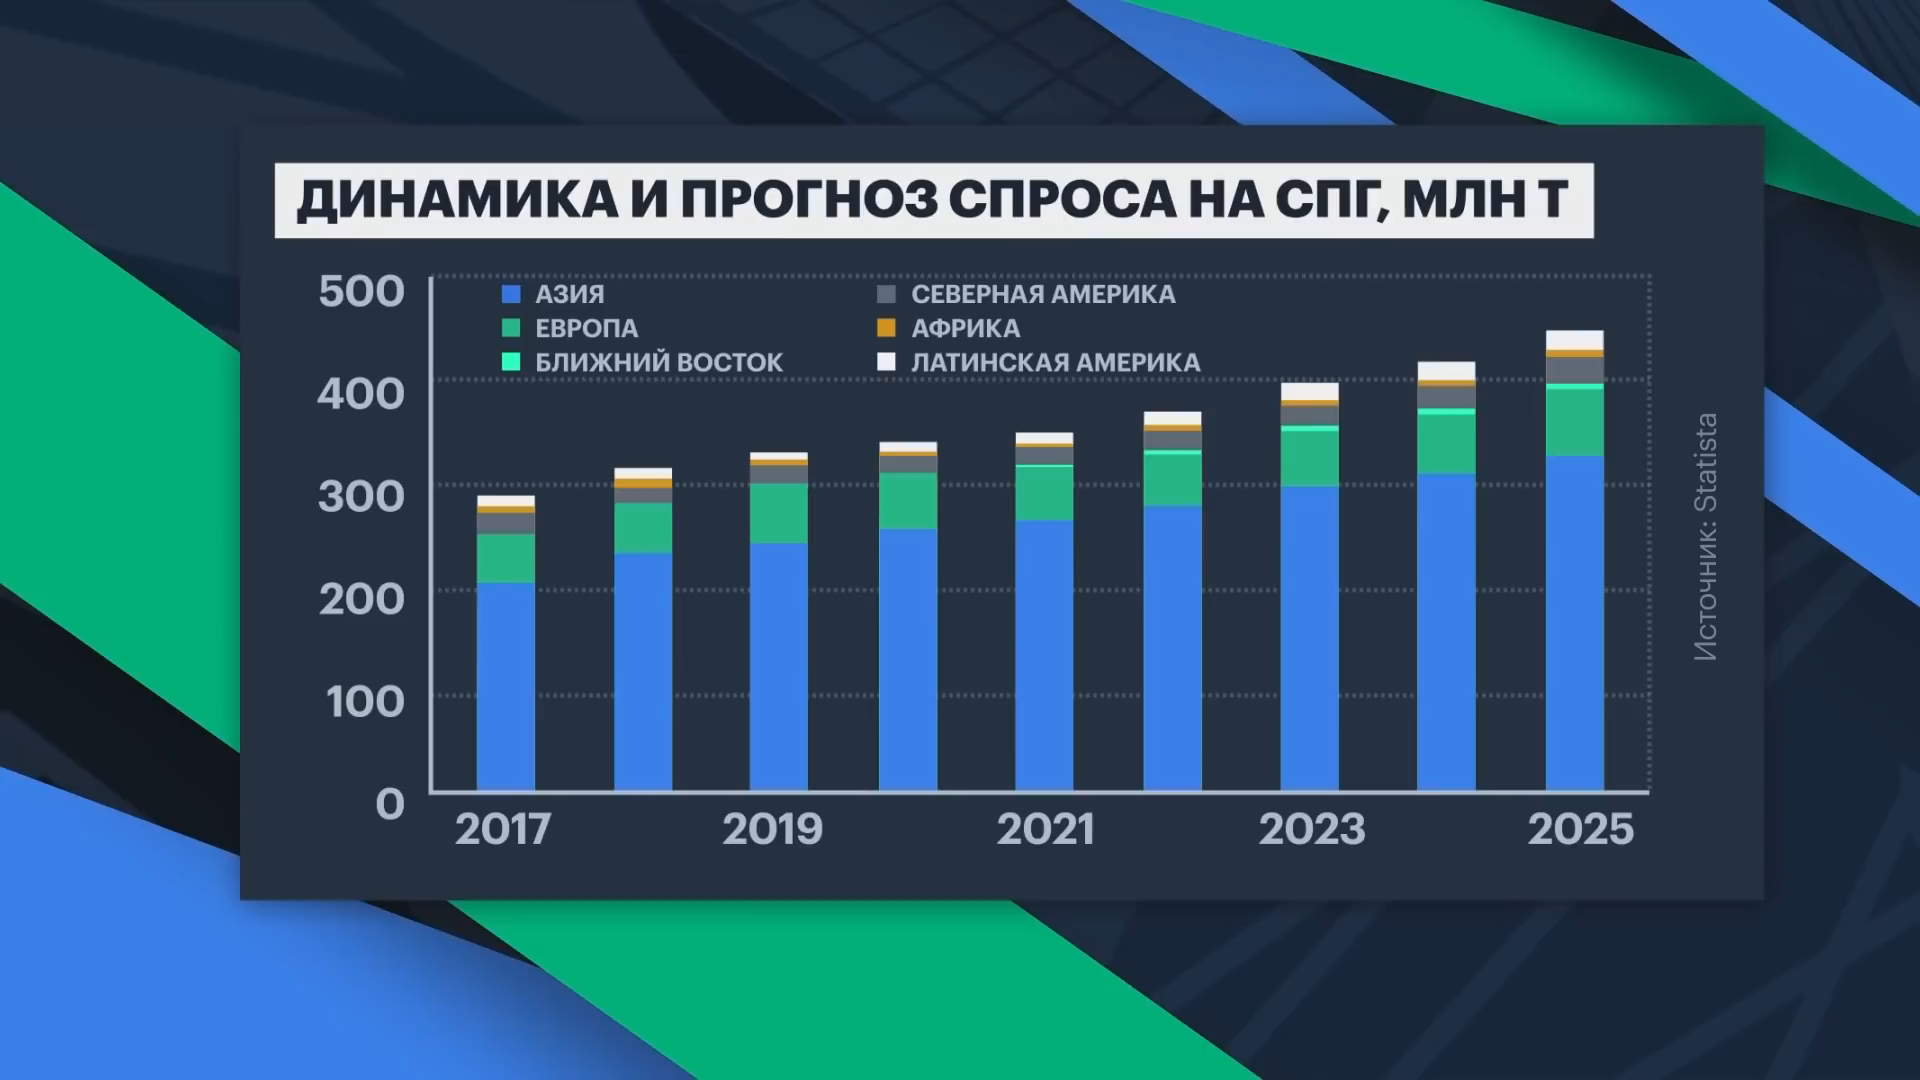 ДИНАМИКА И ПРОГНОЗ СПРОСА НА СПГ, МЛН Т
500
400
300
200
100
0
АЗИЯ
ЕВРОПА
БЛИЖНИЙ ВОСТОК
СЕВЕРНАЯ АМЕРИКА
АФРИКА
ЛАТИНСКАЯ АМЕРИКА
2017 2019 2021 2023 2025
Источник: Statista